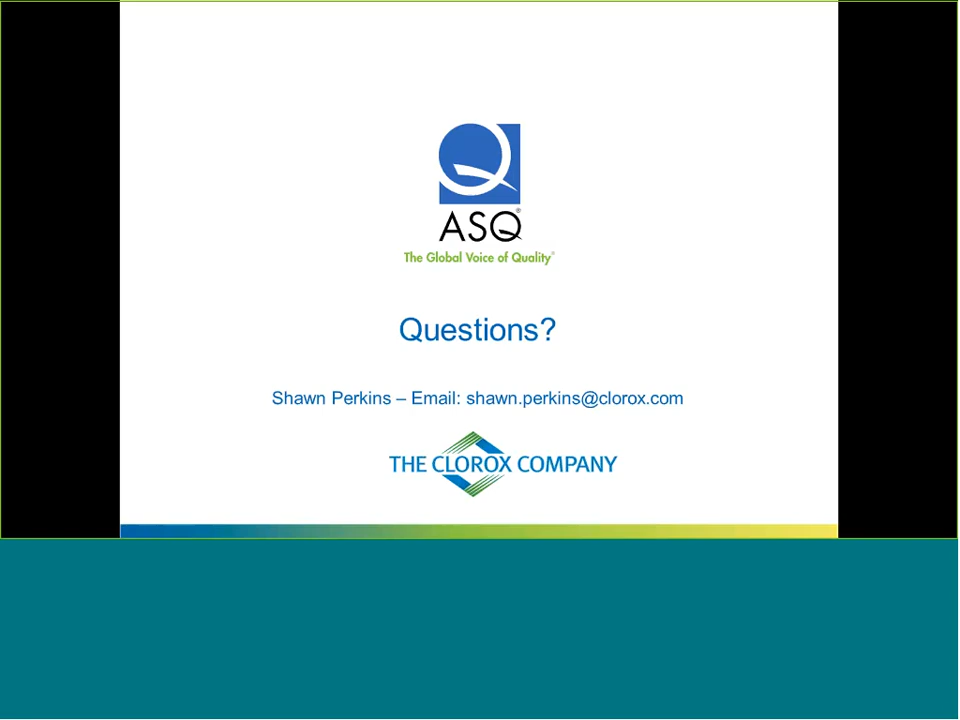 ASQ®
The Global Voice of Quality®
Questions?
Shawn Perkins – Email: shawn.perkins@clorox.com
THE CLOROX COMPANY